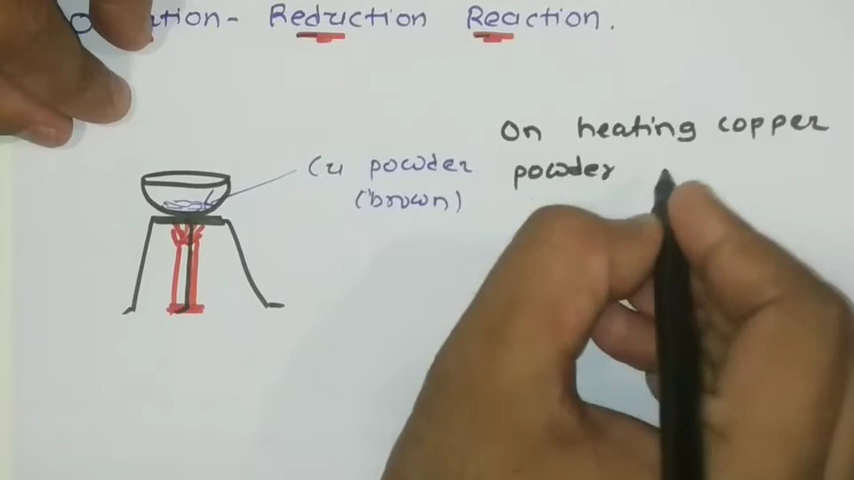 Reduction Reaction.
On heating copper
Cu powder powder
(brown)